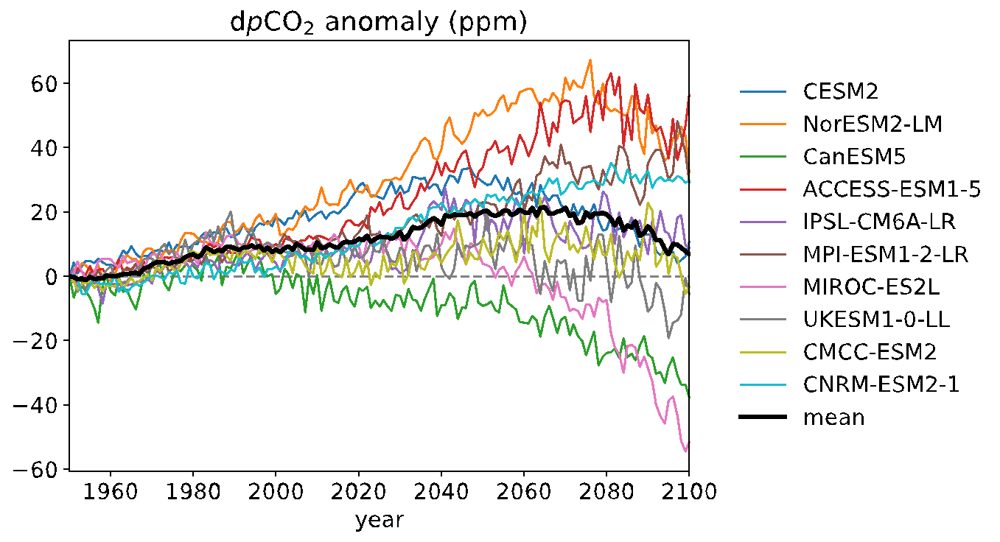 dpCO₂ anomaly (ppm)
60
40
20
0
−20
−40
−60
1960 1980 2000 2020 2040 2060 2080 2100
year
CESM2
NorESM2-LM
CanESM5
ACCESS-ESM1-5
IPSL-CM6A-LR
MPI-ESM1-2-LR
MIROC-ES2L
UKESM1-0-LL
CMCC-ESM2
CNRM-ESM2-1
mean